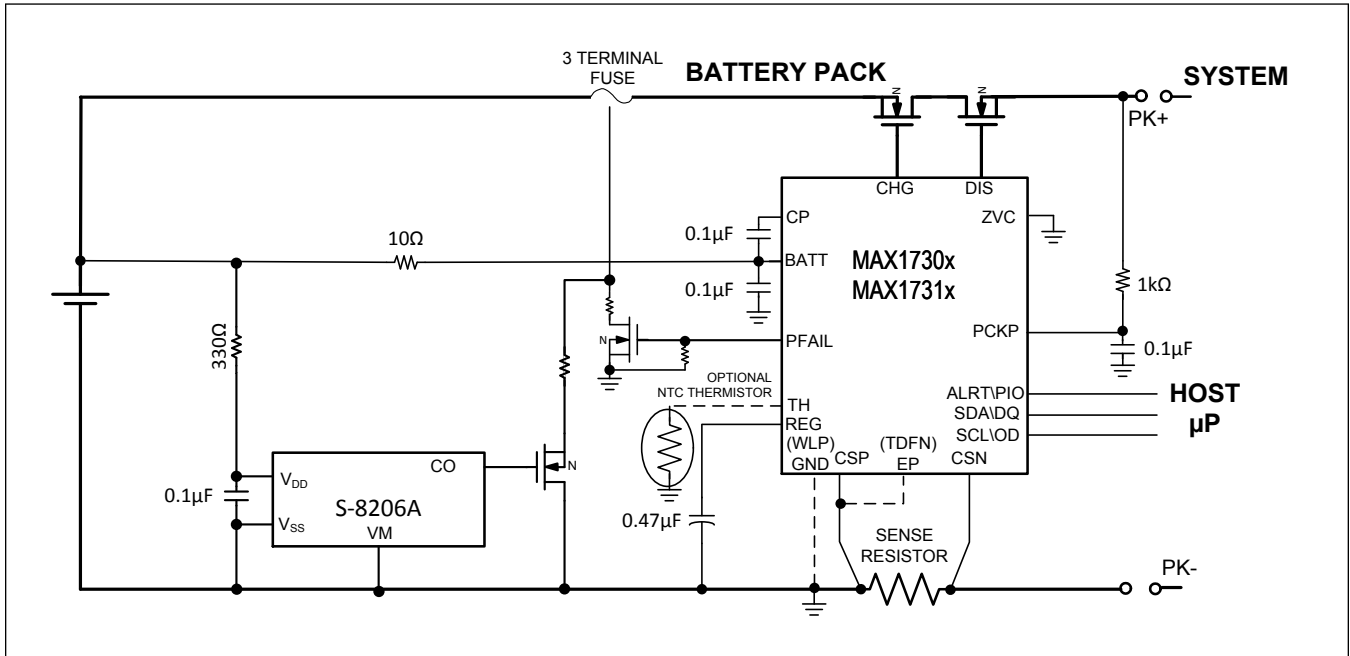 3 TERMINAL
FUSE
BATTERY PACK
SYSTEM
N
N
PK+
CHG
DIS
CP
ZVC
0.1µF
10Ω
BATT
MAX1730x
MAX1731x
0.1µF
1kΩ
330Ω
N
PFAIL
PCKP
0.1µF
OPTIONAL
NTC THERMISTOR
TH
REG
ALRT\PIO
HOST
SDA\DQ
µP
SCL\OD
(WLP)
(TDFN)
GND
CSP
EP
CSN
CO
N
VDD
0.1µF
S-8206A
VSS
VM
0.47µF
SENSE
RESISTOR
PK-